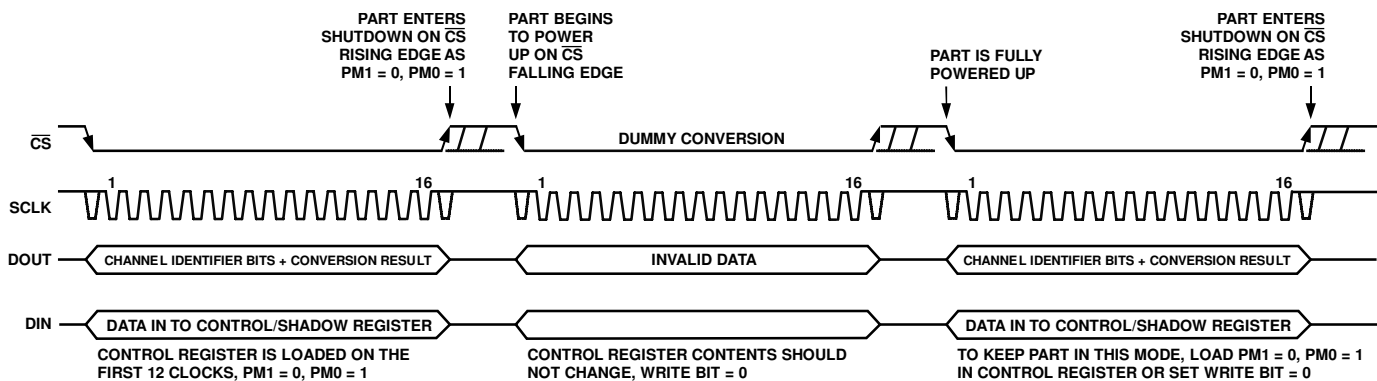 PART ENTERS
SHUTDOWN ON CS
RISING EDGE AS
PM1 = 0, PM0 = 1
PART BEGINS
TO POWER
UP ON CS
FALLING EDGE
PART IS FULLY
POWERED UP
PART ENTERS
SHUTDOWN ON CS
RISING EDGE AS
PM1 = 0, PM0 = 1
CS
DUMMY CONVERSION
SCLK
1 16 1 16 1 16
DOUT
CHANNEL IDENTIFIER BITS + CONVERSION RESULT
INVALID DATA
CHANNEL IDENTIFIER BITS + CONVERSION RESULT
DIN
DATA IN TO CONTROL/SHADOW REGISTER
DATA IN TO CONTROL/SHADOW REGISTER
CONTROL REGISTER IS LOADED ON THE
FIRST 12 CLOCKS, PM1 = 0, PM0 = 1
CONTROL REGISTER CONTENTS SHOULD
NOT CHANGE, WRITE BIT = 0
TO KEEP PART IN THIS MODE, LOAD PM1 = 0, PM0 = 1
IN CONTROL REGISTER OR SET WRITE BIT = 0